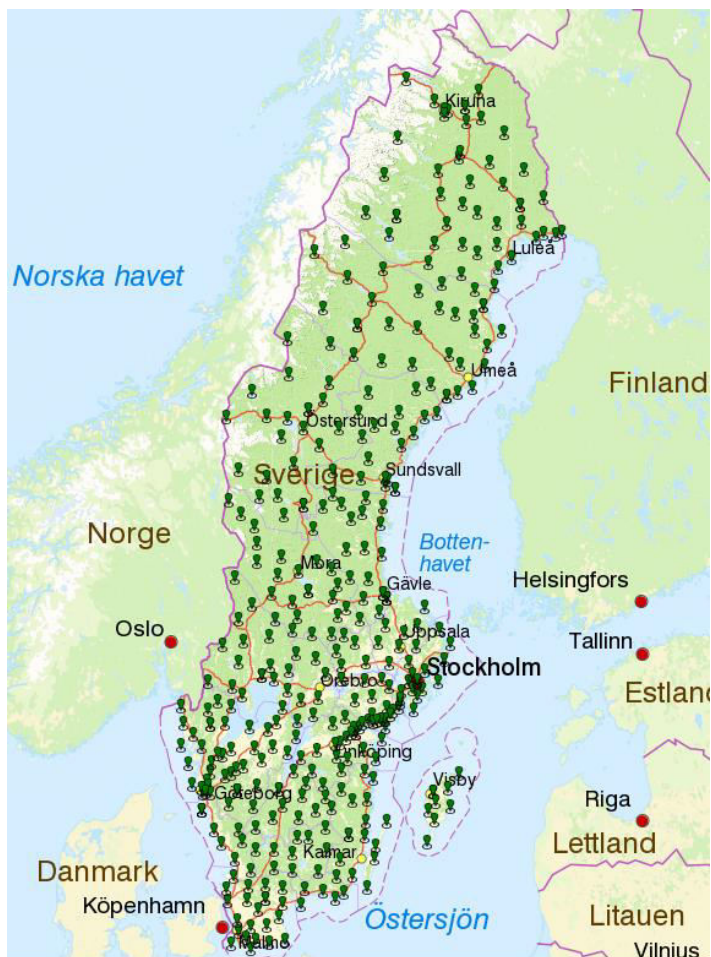 Kiruna
Luleå
Norska havet
Umeå
Finland
Östersund
Sverige
Sundsvall
Norge
Botten-
havet
Mora
Gävle
Helsingfors
Oslo
Uppsala
Tallinn
Stockholm
Örebro
Estland
Linköping
Visby
Göteborg
Riga
Lettland
Kalmar
Danmark
Köpenhamn
Östersjön
Litauen
Malmö
Vilnius